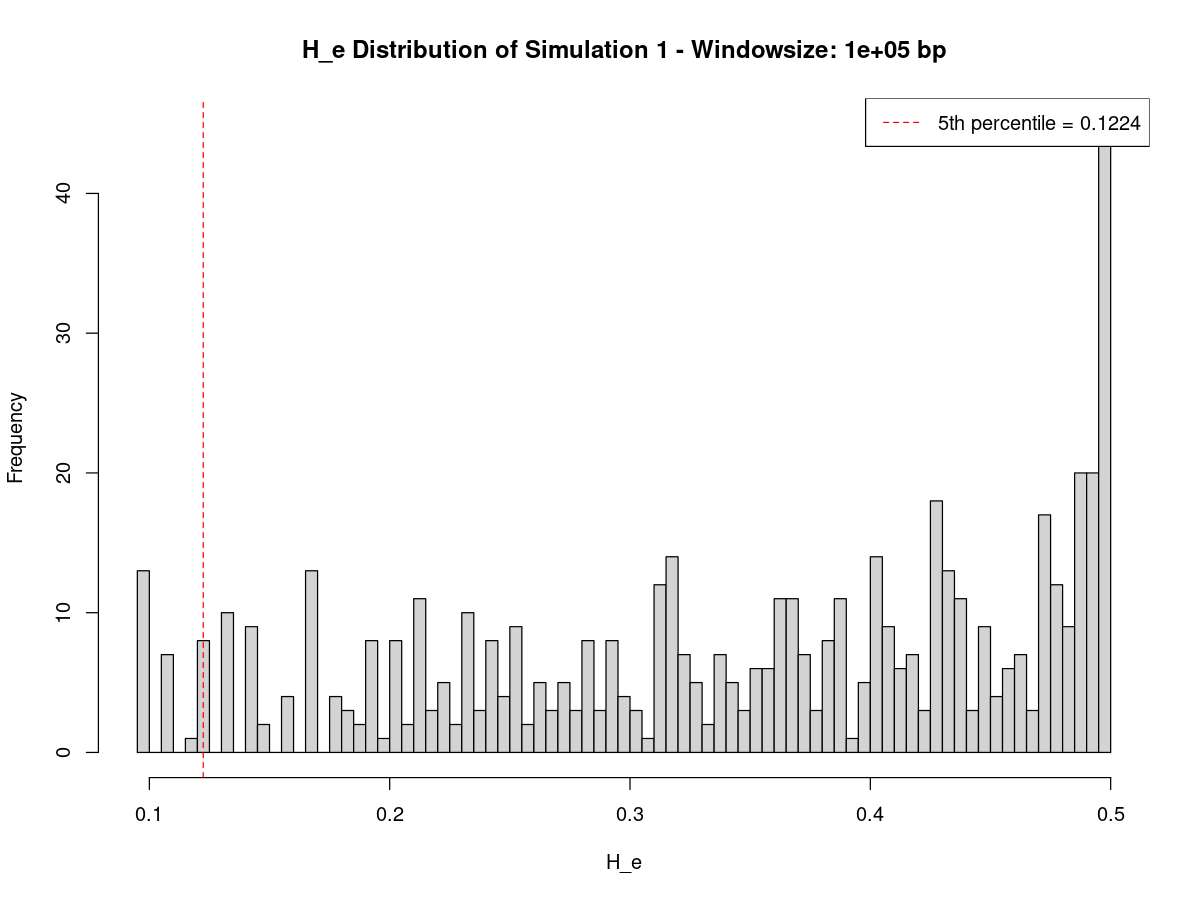 H_e Distribution of Simulation 1 - Windowsize: 1e+05 bp
5th percentile = 0.1224
Frequency
40
30
20
10
0
0.1 0.2 0.3 0.4 0.5
H_e